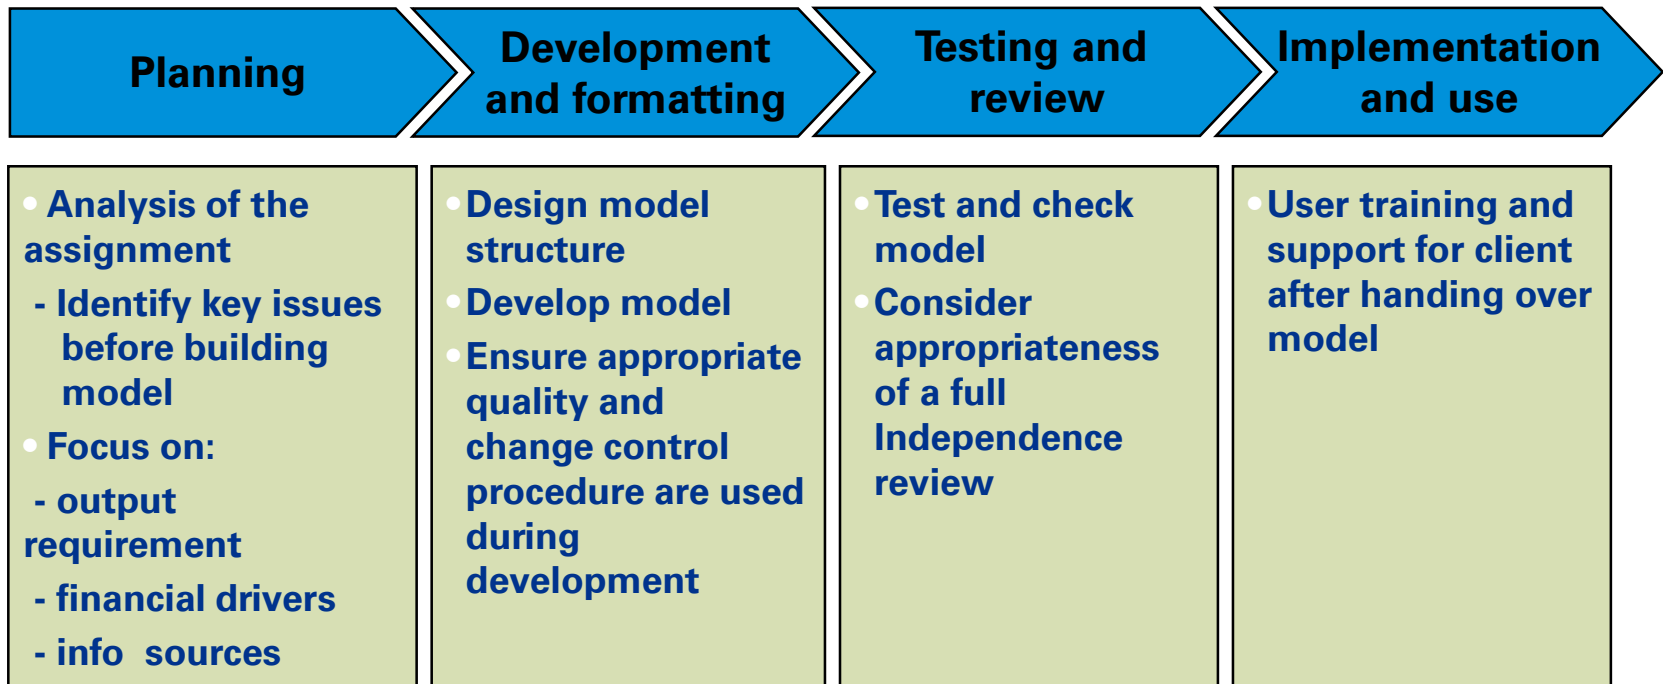 Planning
Development
and formatting
Testing and
review
Implementation
and use
• Analysis of the
assignment
- Identify key issues
before building
model
• Focus on:
- output
requirement
- financial drivers
- info sources
• Design model
structure
• Develop model
• Ensure appropriate
quality and
change control
procedure are used
during
development
• Test and check
model
• Consider
appropriateness
of a full
Independence
review
• User training and
support for client
after handing over
model